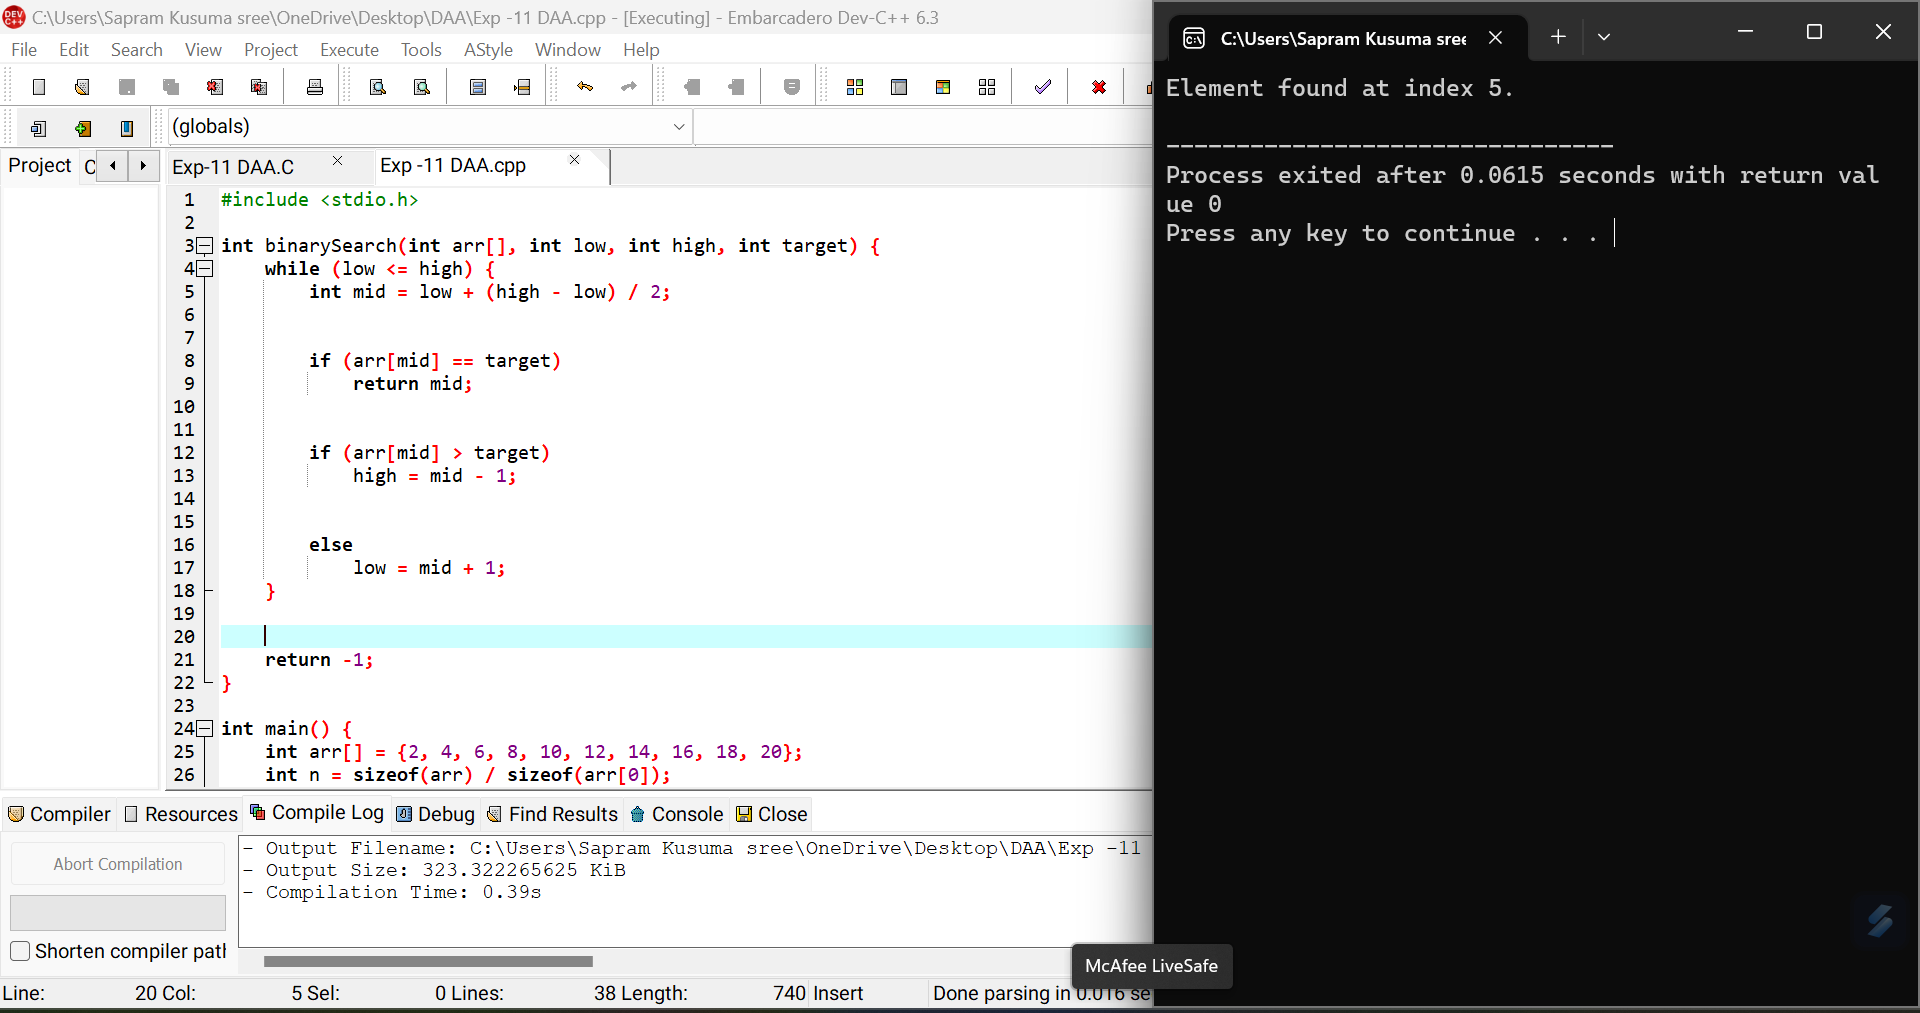 C:\Users\Sapram Kusuma sree\OneDrive\Desktop\DAA\Exp -11 DAA.cpp - [Executing] - Embarcadero Dev-C++ 6.3
File Edit Search View Project Execute Tools AStyle Window Help
(globals)
Project C
Exp-11 DAA.C Exp -11 DAA.cpp
1 #include <stdio.h>
2
3 int binarySearch(int arr[], int low, int high, int target) {
4 while (low <= high) {
5 int mid = low + (high - low) / 2;
6
7
8 if (arr[mid] == target)
9 return mid;
10
11
12 if (arr[mid] > target)
13 high = mid - 1;
14
15
16 else
17 low = mid + 1;
18 }
19
20
21 return -1;
22 }
23
24 int main() {
25 int arr[] = {2, 4, 6, 8, 10, 12, 14, 16, 18, 20};
26 int n = sizeof(arr) / sizeof(arr[0]);
Compiler Resources Compile Log Debug Find Results Console Close
Abort Compilation
Shorten compiler path
- Output Filename: C:\Users\Sapram Kusuma sree\OneDrive\Desktop\DAA\Exp -11
- Output Size: 323.322265625 KiB
- Compilation Time: 0.39s
Line: 20 Col: 5 Sel: 0 Lines: 38 Length: 740 Insert Done parsing in 0.016 se
C:\Users\Sapram Kusuma sree
Element found at index 5.
--------------------------------
Process exited after 0.0615 seconds with return val
ue 0
Press any key to continue . . .
McAfee LiveSafe